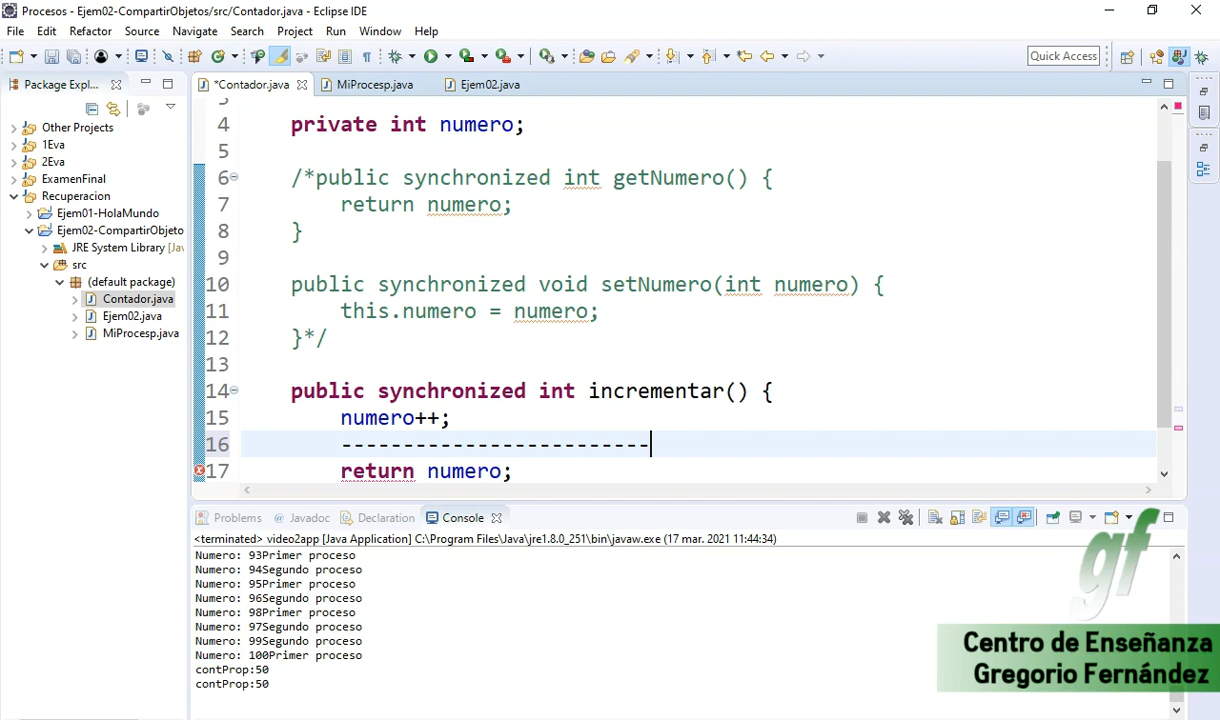 Procesos - Ejem02-CompartirObjetos/src/Contador.java - Eclipse IDE
File Edit Refactor Source Navigate Search Project Run Window Help
Quick Access
Package Expl...
*Contador.java MiProcesp.java Ejem02.java
Other Projects
1Eva
2Eva
ExamenFinal
Recuperacion
Ejem01-HolaMundo
Ejem02-CompartirObjeto
JRE System Library [Jav
src
(default package)
Contador.java
Ejem02.java
MiProcesp.java
3
4 private int numero;
5
6 /*public synchronized int getNumero() {
7 return numero;
8 }
9
10 public synchronized void setNumero(int numero) {
11 this.numero = numero;
12 }*/
13
14 public synchronized int incrementar() {
15 numero++;
16 -------------------------
17 return numero;
Problems @ Javadoc Declaration Console
<terminated> video2app [Java Application] C:\Program Files\Java\jre1.8.0_251\bin\javaw.exe (17 mar. 2021 11:44:34)
Numero: 93Primer proceso
Numero: 94Segundo proceso
Numero: 95Primer proceso
Numero: 96Segundo proceso
Numero: 98Primer proceso
Numero: 97Segundo proceso
Numero: 99Segundo proceso
Numero: 100Primer proceso
contProp:50
contProp:50
gf
Centro de Enseñanza
Gregorio Fernández